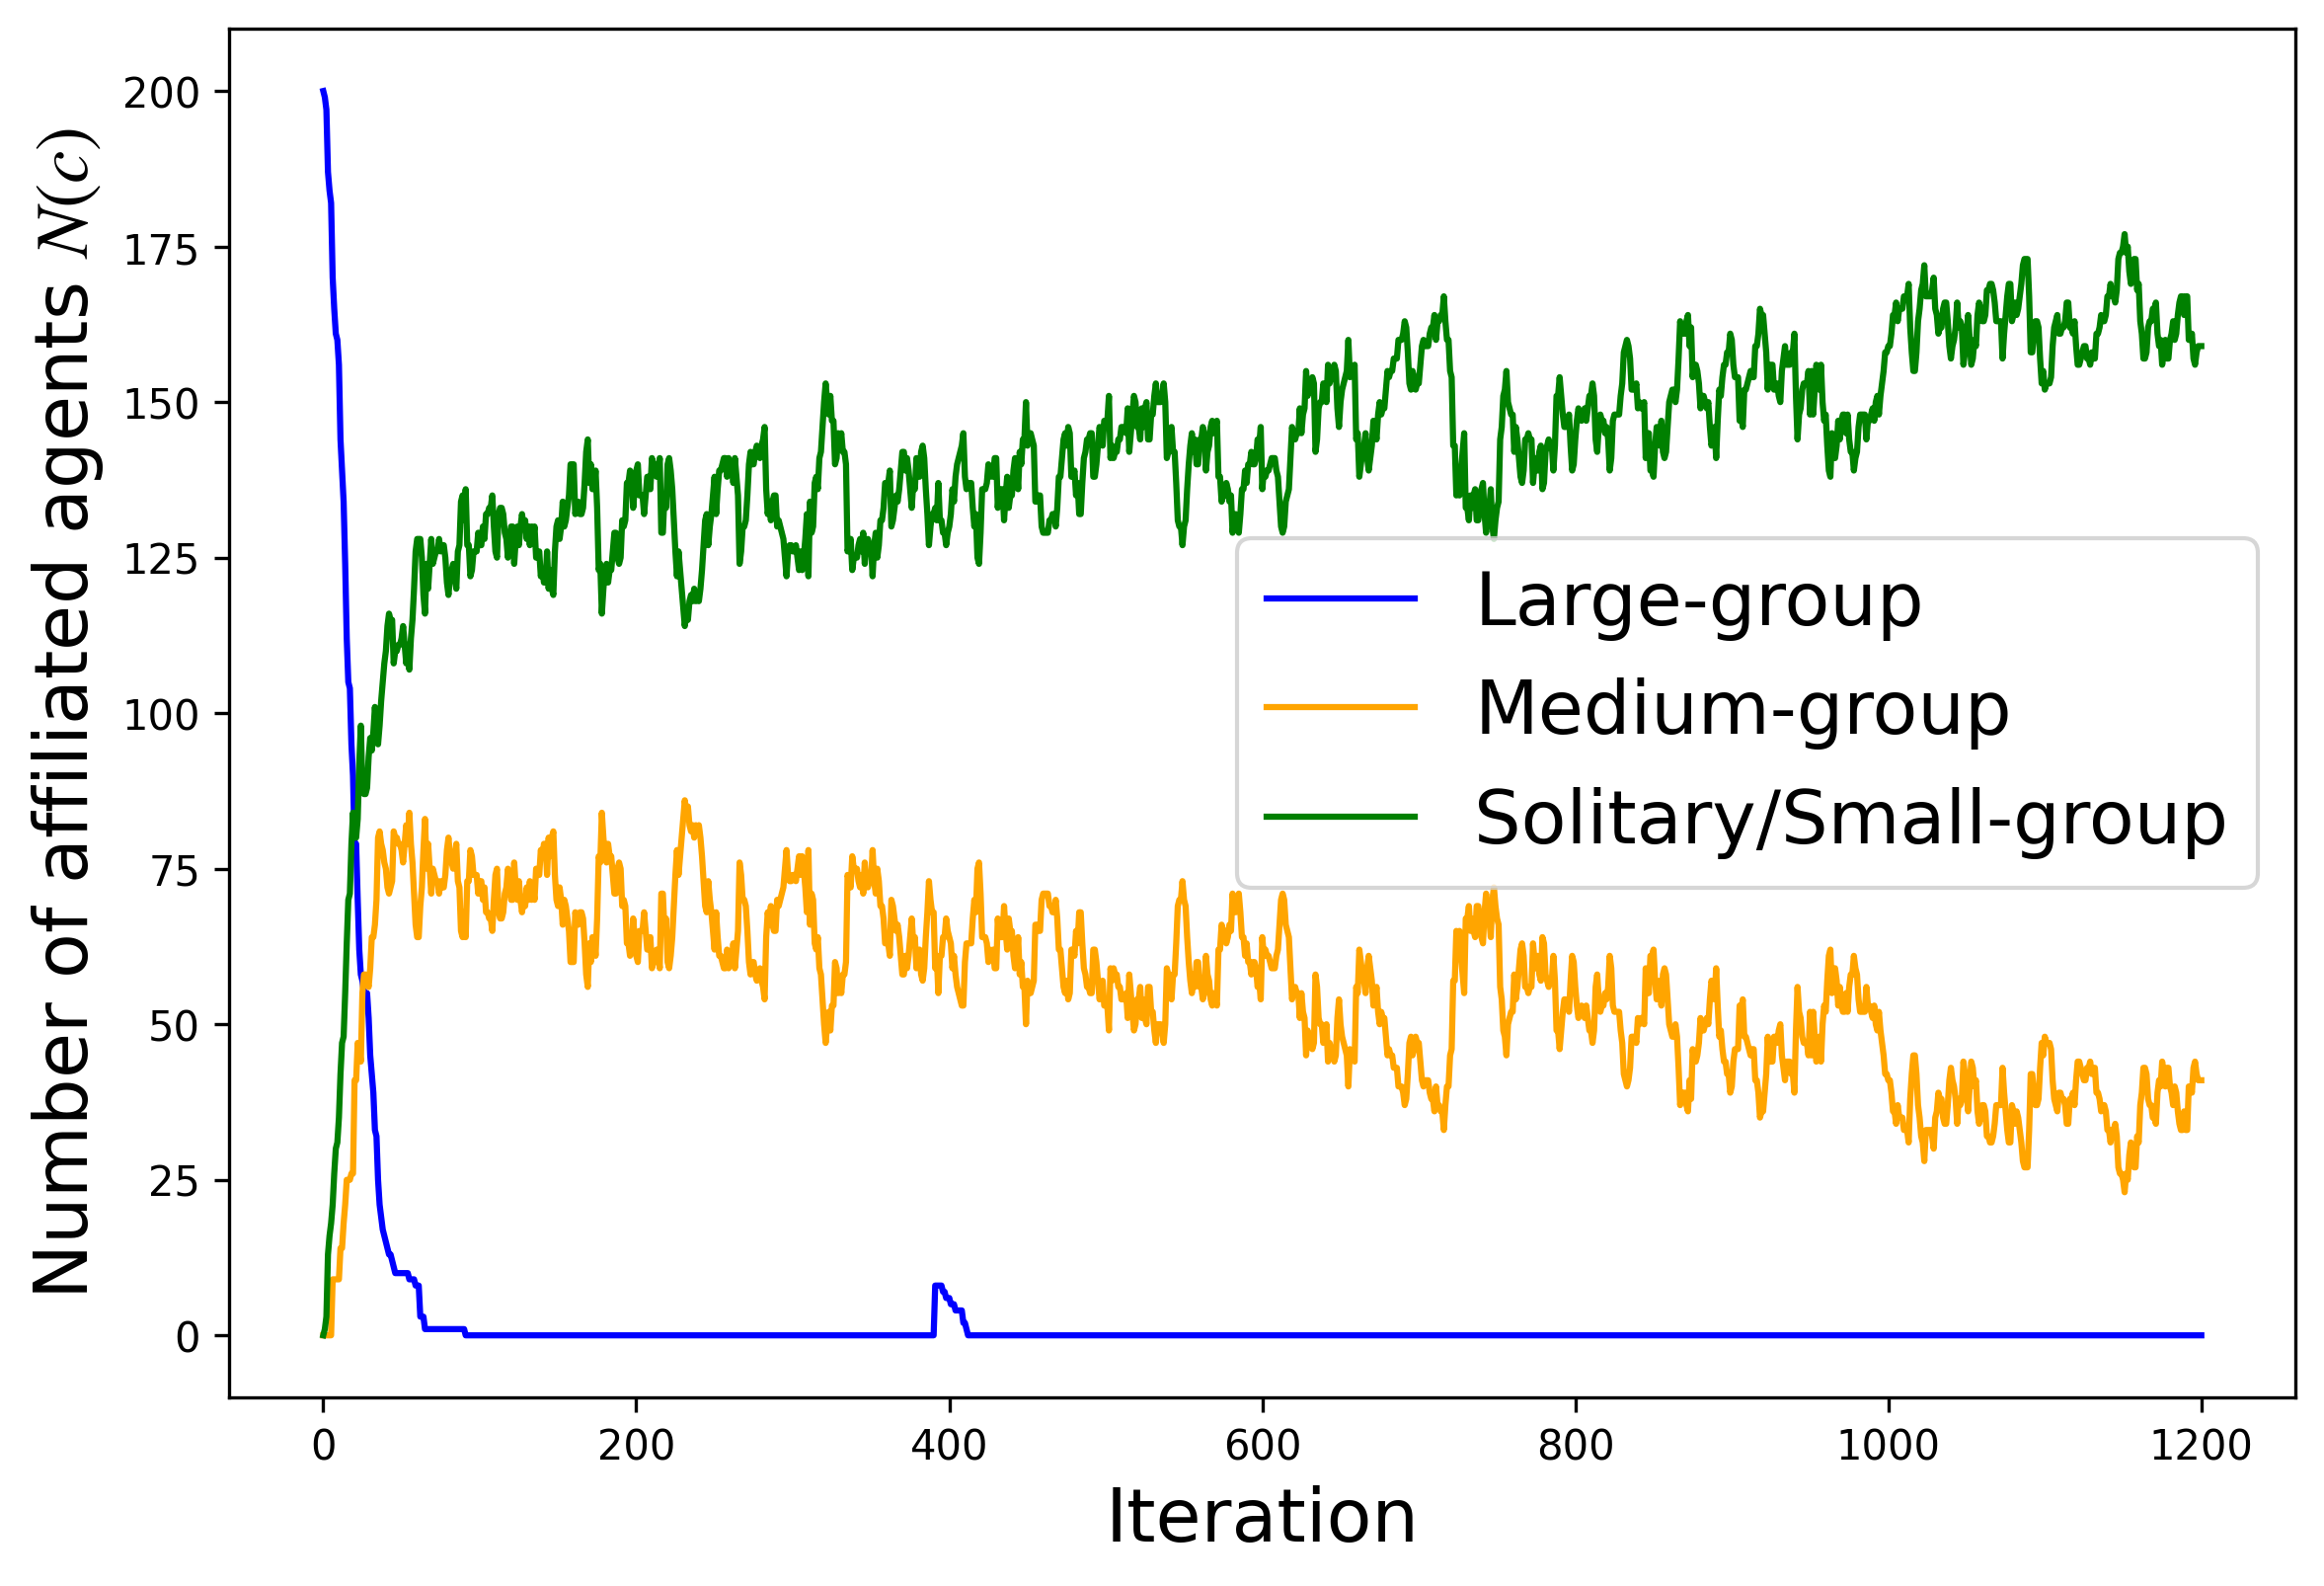 Number of affiliated agents N(c)
200
175
150
125
100
75
50
25
0
Large-group
Medium-group
Solitary/Small-group
0 200 400 600 800 1000 1200
Iteration